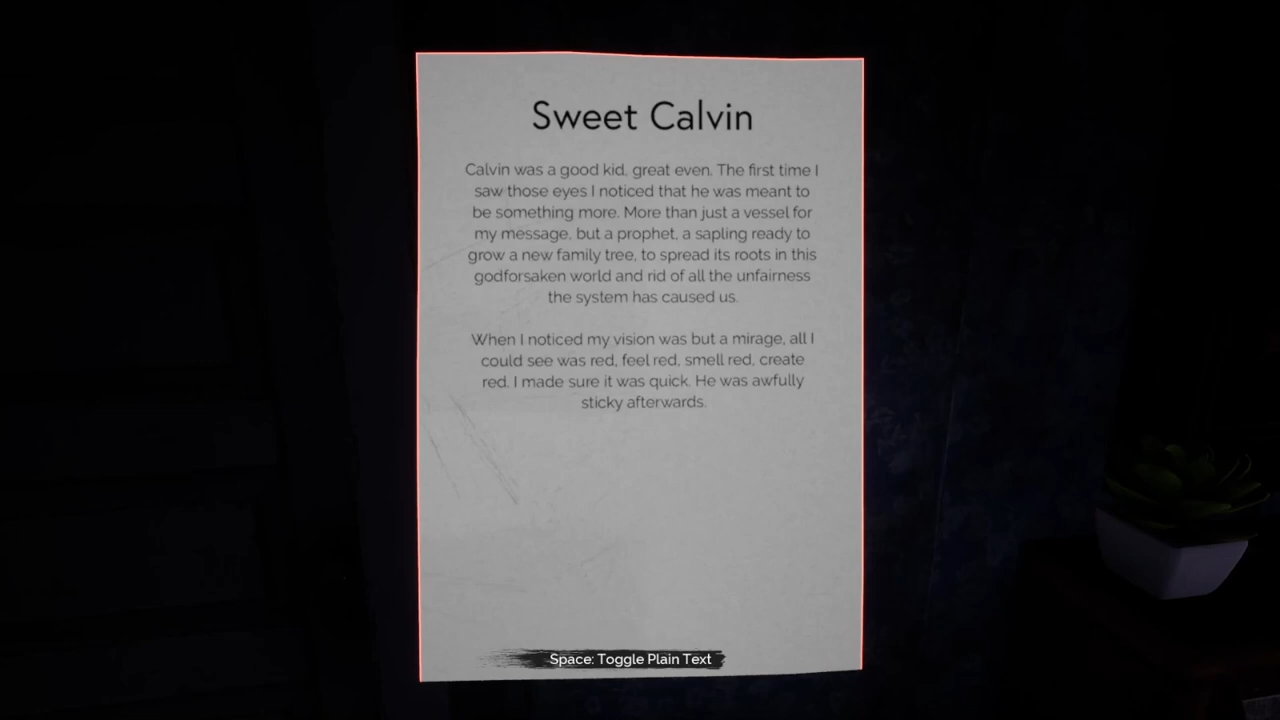 Sweet Calvin
Calvin was a good kid, great even. The first time I
saw those eyes I noticed that he was meant to
be something more. More than just a vessel for
my message, but a prophet, a sapling ready to
grow a new family tree, to spread its roots in this
godforsaken world and rid of all the unfairness
the system has caused us.
When I noticed my vision was but a mirage, all I
could see was red, feel red, smell red, create
red. I made sure it was quick. He was awfully
sticky afterwards.
Space: Toggle Plain Text